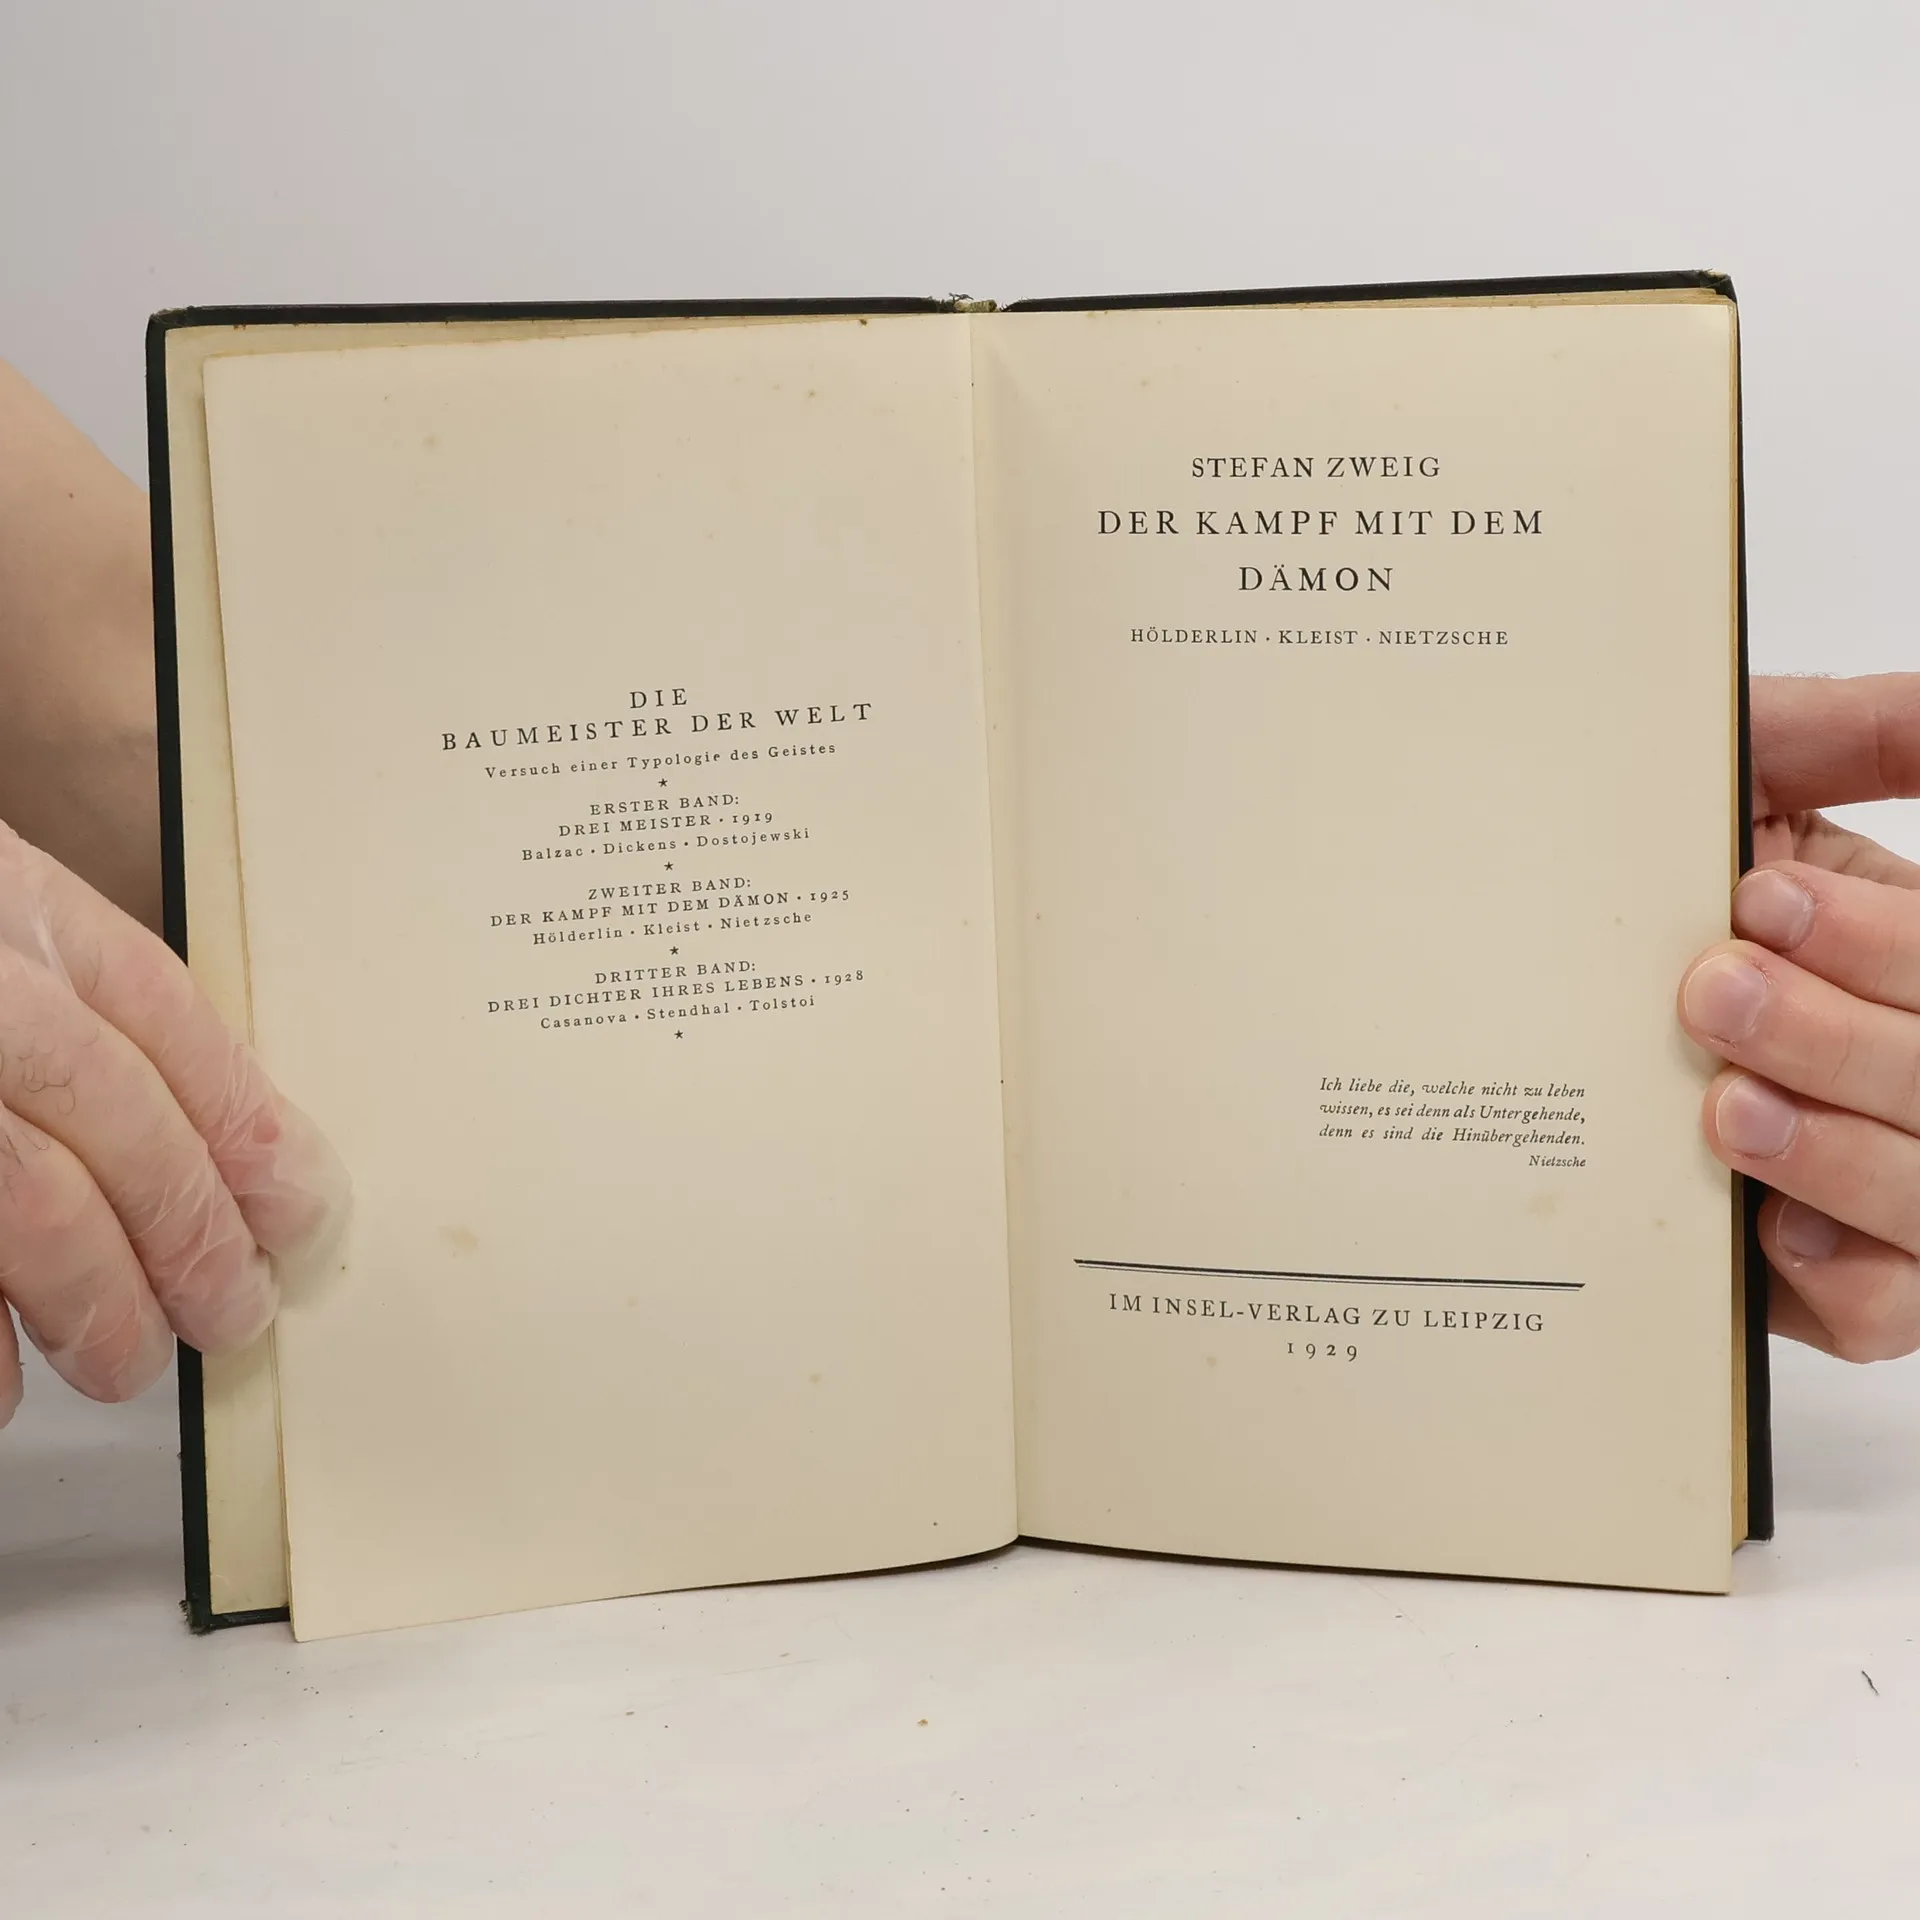 DIE
BAUMEISTER DER WELT
Versuch einer Typologie des Geistes
★
ERSTER BAND:
DREI MEISTER · 1919
Balzac · Dickens · Dostojewski
★
ZWEITER BAND:
DER KAMPF MIT DEM DÄMON · 1925
Hölderlin · Kleist · Nietzsche
★
DRITTER BAND:
DREI DICHTER IHRES LEBENS · 1928
Casanova · Stendhal · Tolstoi
★
STEFAN ZWEIG
DER KAMPF MIT DEM
DÄMON
HÖLDERLIN · KLEIST · NIETZSCHE
Ich liebe die, welche nicht zu leben
wissen, es sei denn als Untergehende,
denn es sind die Hinübergehenden.
Nietzsche
IM INSEL-VERLAG ZU LEIPZIG
1929